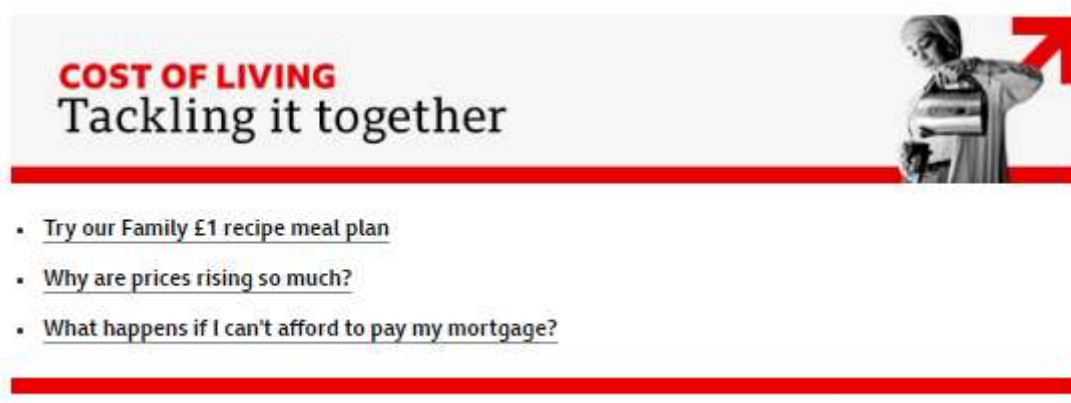 COST OF LIVING
Tackling it together
Try our Family £1 recipe meal plan
Why are prices rising so much?
What happens if I can't afford to pay my mortgage?